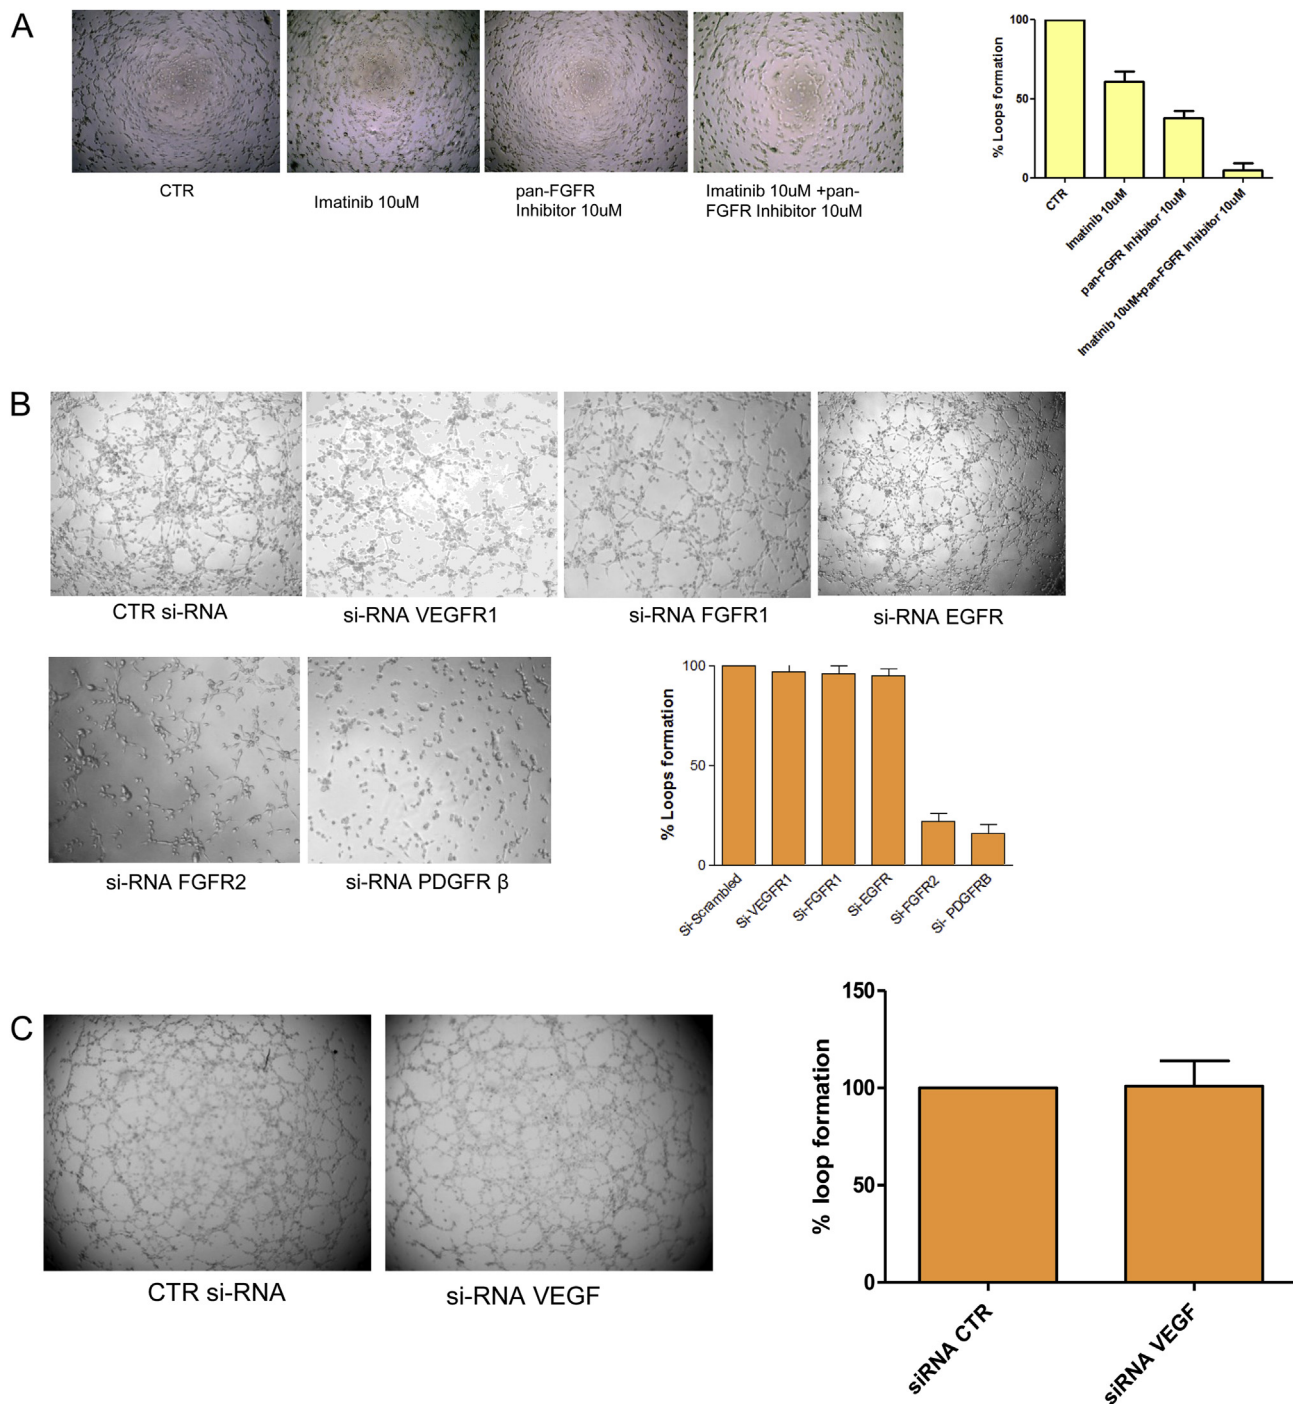 A
CTR
Imatinib 10uM
pan-FGFR
Inhibitor 10uM
Imatinib 10uM +pan-
FGFR Inhibitor 10uM
% Loops formation
100
50
0
CTR
Imatinib 10uM
pan-FGFR Inhibitor 10uM
Imatinib 10uM+pan-FGFR Inhibitor 10uM
B
CTR si-RNA
si-RNA VEGFR1
si-RNA FGFR1
si-RNA EGFR
si-RNA FGFR2
si-RNA PDGFR β
% Loops formation
100
50
0
Si-Scrambled
Si-VEGFR1
Si-FGFR1
Si-EGFR
Si-FGFR2
Si- PDGFRB
C
CTR si-RNA
si-RNA VEGF
% loop formation
150
100
50
0
siRNA CTR
siRNA VEGF